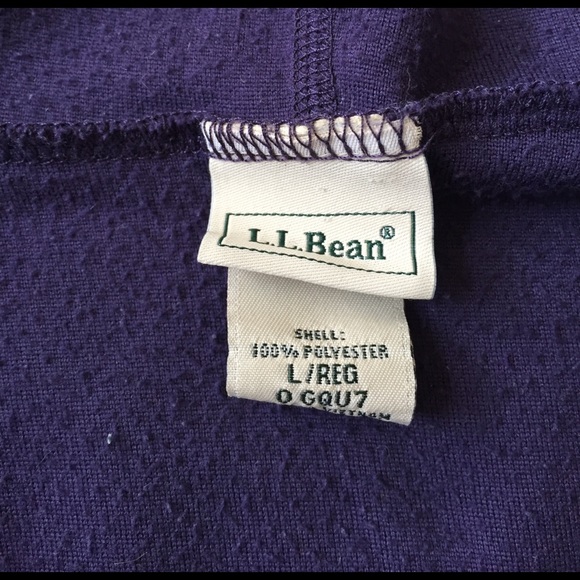 L.L.Bean®
SHELL:
100% POLYESTER
L/REG
0 GQU7